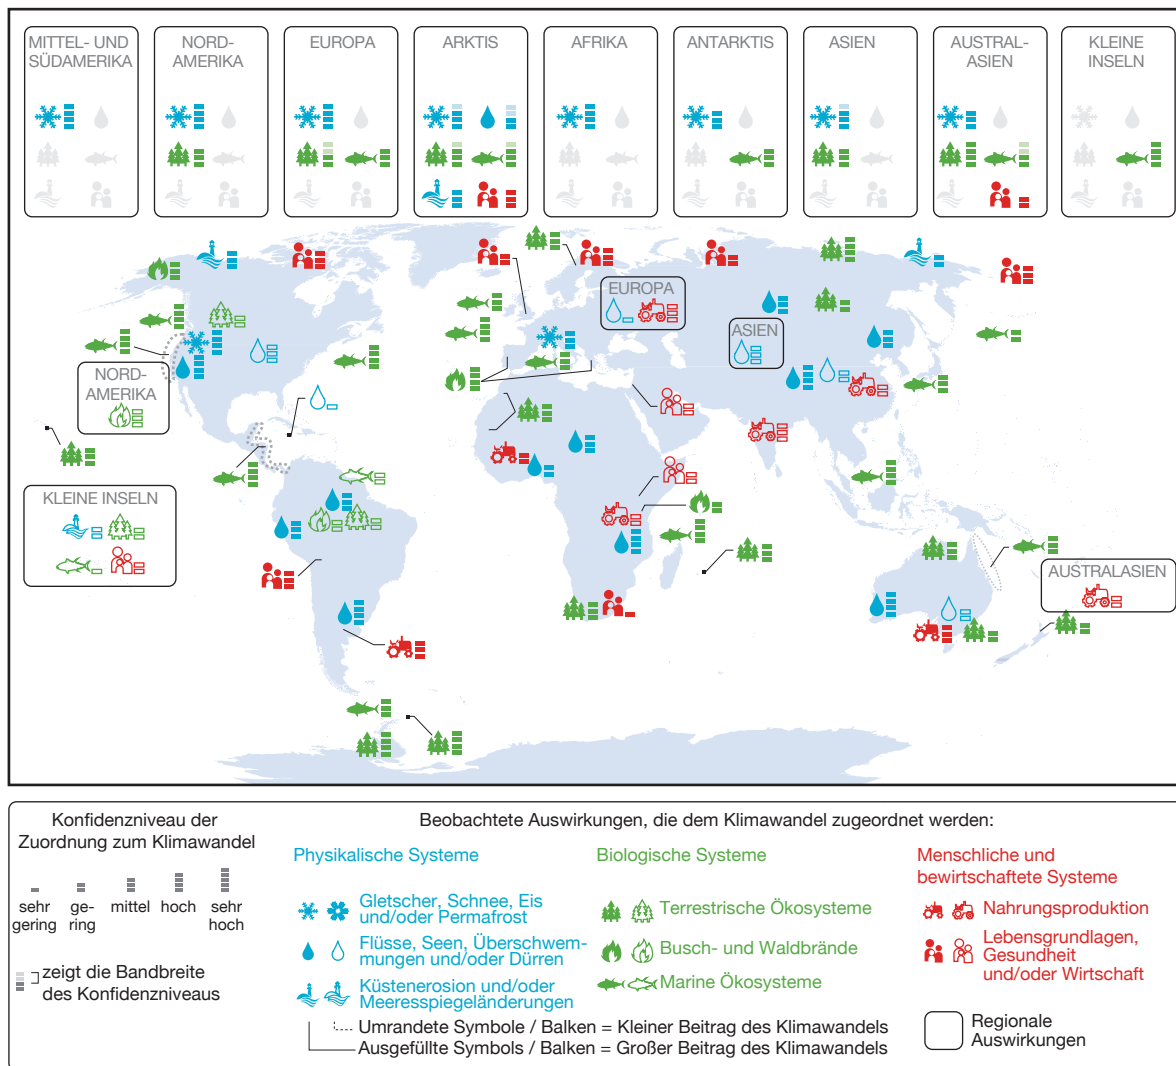 MITTEL- UND
SÜDAMERIKA
NORD-
AMERIKA
EUROPA
ARKTIS
AFRIKA
ANTARKTIS
ASIEN
AUSTRAL-
ASIEN
KLEINE
INSELN
EUROPA
ASIEN
NORD-
AMERIKA
KLEINE INSELN
AUSTRALASIEN
Konfidenzniveau der
Zuordnung zum Klimawandel
sehr
gering
ge-
ring
mittel
hoch
sehr
hoch
zeigt die Bandbreite
des Konfidenzniveaus
Beobachtete Auswirkungen, die dem Klimawandel zugeordnet werden:
Physikalische Systeme
Gletscher, Schnee, Eis
und/oder Permafrost
Flüsse, Seen, Überschwem-
mungen und/oder Dürren
Küstenerosion und/oder
Meeresspiegeländerungen
Biologische Systeme
Terrestrische Ökosysteme
Busch- und Waldbrände
Marine Ökosysteme
Menschliche und
bewirtschaftete Systeme
Nahrungsproduktion
Lebensgrundlagen,
Gesundheit
und/oder Wirtschaft
Umrandete Symbole / Balken = Kleiner Beitrag des Klimawandels
Ausgefüllte Symbols / Balken = Großer Beitrag des Klimawandels
Regionale
Auswirkungen